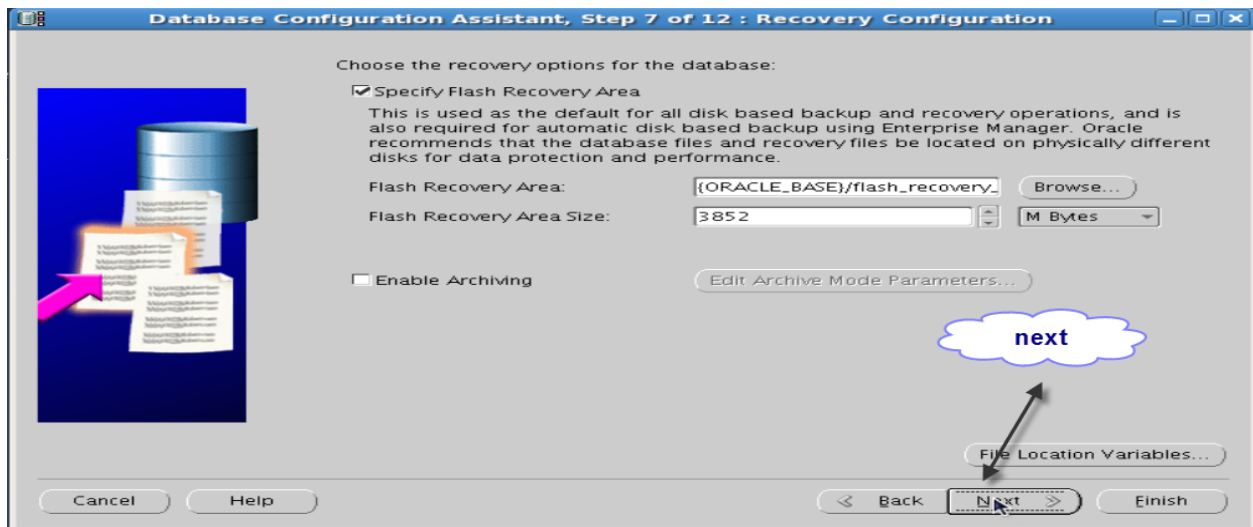 Database Configuration Assistant, Step 7 of 12 : Recovery Configuration
Choose the recovery options for the database:
Specify Flash Recovery Area
This is used as the default for all disk based backup and recovery operations, and is
also required for automatic disk based backup using Enterprise Manager. Oracle
recommends that the database files and recovery files be located on physically different
disks for data protection and performance.
Flash Recovery Area: {ORACLE_BASE}/flash_recovery_ Browse...
Flash Recovery Area Size: 3852 M Bytes
Enable Archiving Edit Archive Mode Parameters...
next
File Location Variables...
Cancel Help Back Next Finish